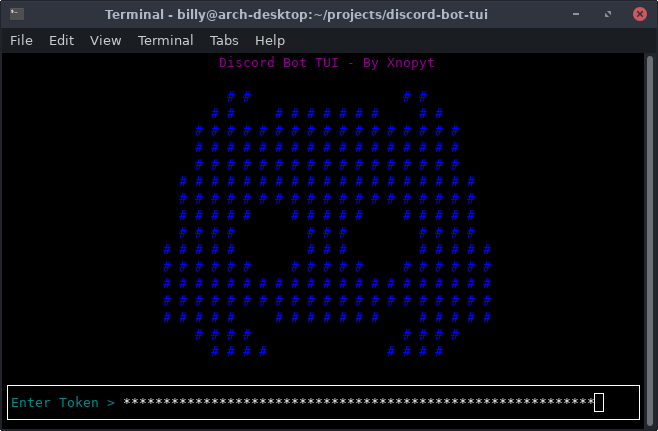 Terminal - billy@arch-desktop:~/projects/discord-bot-tui
File Edit View Terminal Tabs Help
Discord Bot TUI - By Xnopyt
Enter Token > ***********************************************************